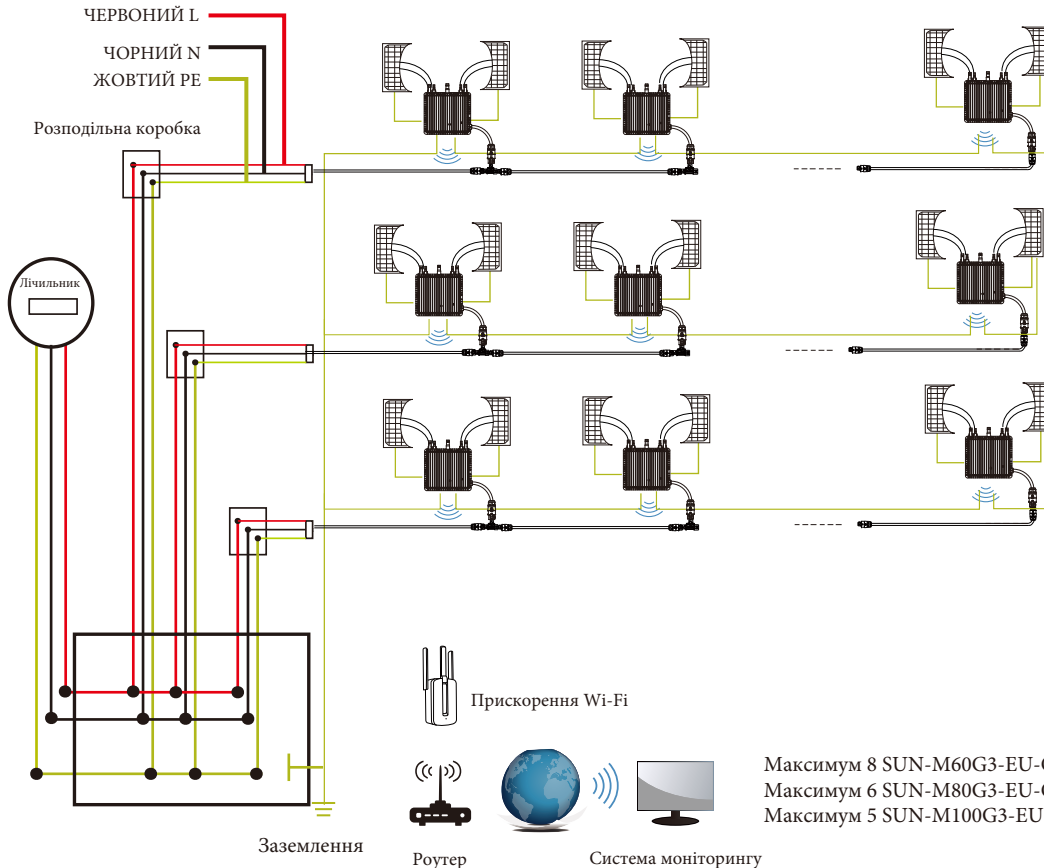 ЧЕРВОНИЙ L
ЧОРНИЙ N
ЖОВТИЙ PE
Розподільна коробка
Лічильник
Прискорення Wi-Fi
Максимум 8 SUN-M60G3-EU-
Максимум 6 SUN-M80G3-EU-
Максимум 5 SUN-M100G3-EU
Заземлення
Роутер
Система моніторингу